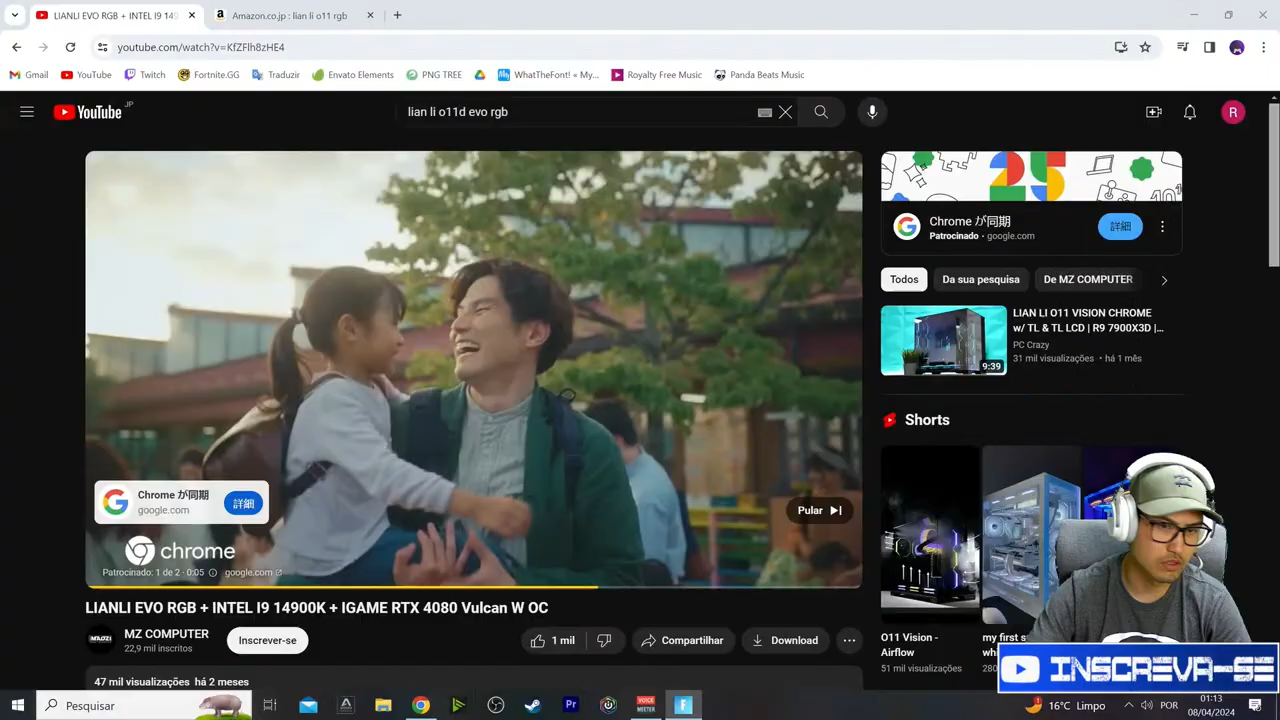 LIANLI EVO RGB + INTEL I9 149
Amazon.co.jp : lian li o11 rgb
youtube.com/watch?v=KfZFlh8zHE4
Gmail
YouTube
Twitch
Fortnite.GG
Traduzir
Envato Elements
PNG TREE
WhatTheFont! « My...
Royalty Free Music
Panda Beats Music
YouTube JP
lian li o11d evo rgb
R
25
Chrome が同期
Patrocinado · google.com
詳細
Todos
Da sua pesquisa
De MZ COMPUTER
LIAN LI O11 VISION CHROME
w/ TL & TL LCD | R9 7900X3D |...
PC Crazy
31 mil visualizações • há 1 mês
9:39
Shorts
Chrome が同期
google.com
詳細
Pular
chrome
Patrocinado: 1 de 2 · 0:05
google.com
LIANLI EVO RGB + INTEL I9 14900K + IGAME RTX 4080 Vulcan W OC
MZ COMPUTER
22,9 mil inscritos
Inscrever-se
1 mil
Compartilhar
Download
47 mil visualizações há 2 meses
O11 Vision -
Airflow
51 mil visualizações
my first s
wh
280
INSCREVA-SE
Pesquisar
VOICE
MEETER
16°C Limpo
POR
01:13
08/04/2024